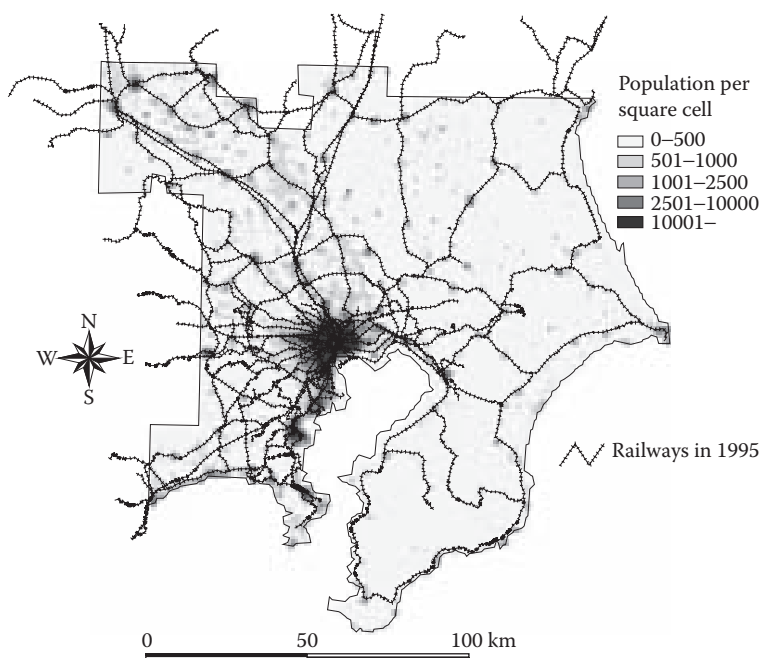 Population per
square cell
0–500
501–1000
1001–2500
2501–10000
10001–
N
W E
S
Railways in 1995
0 50 100 km